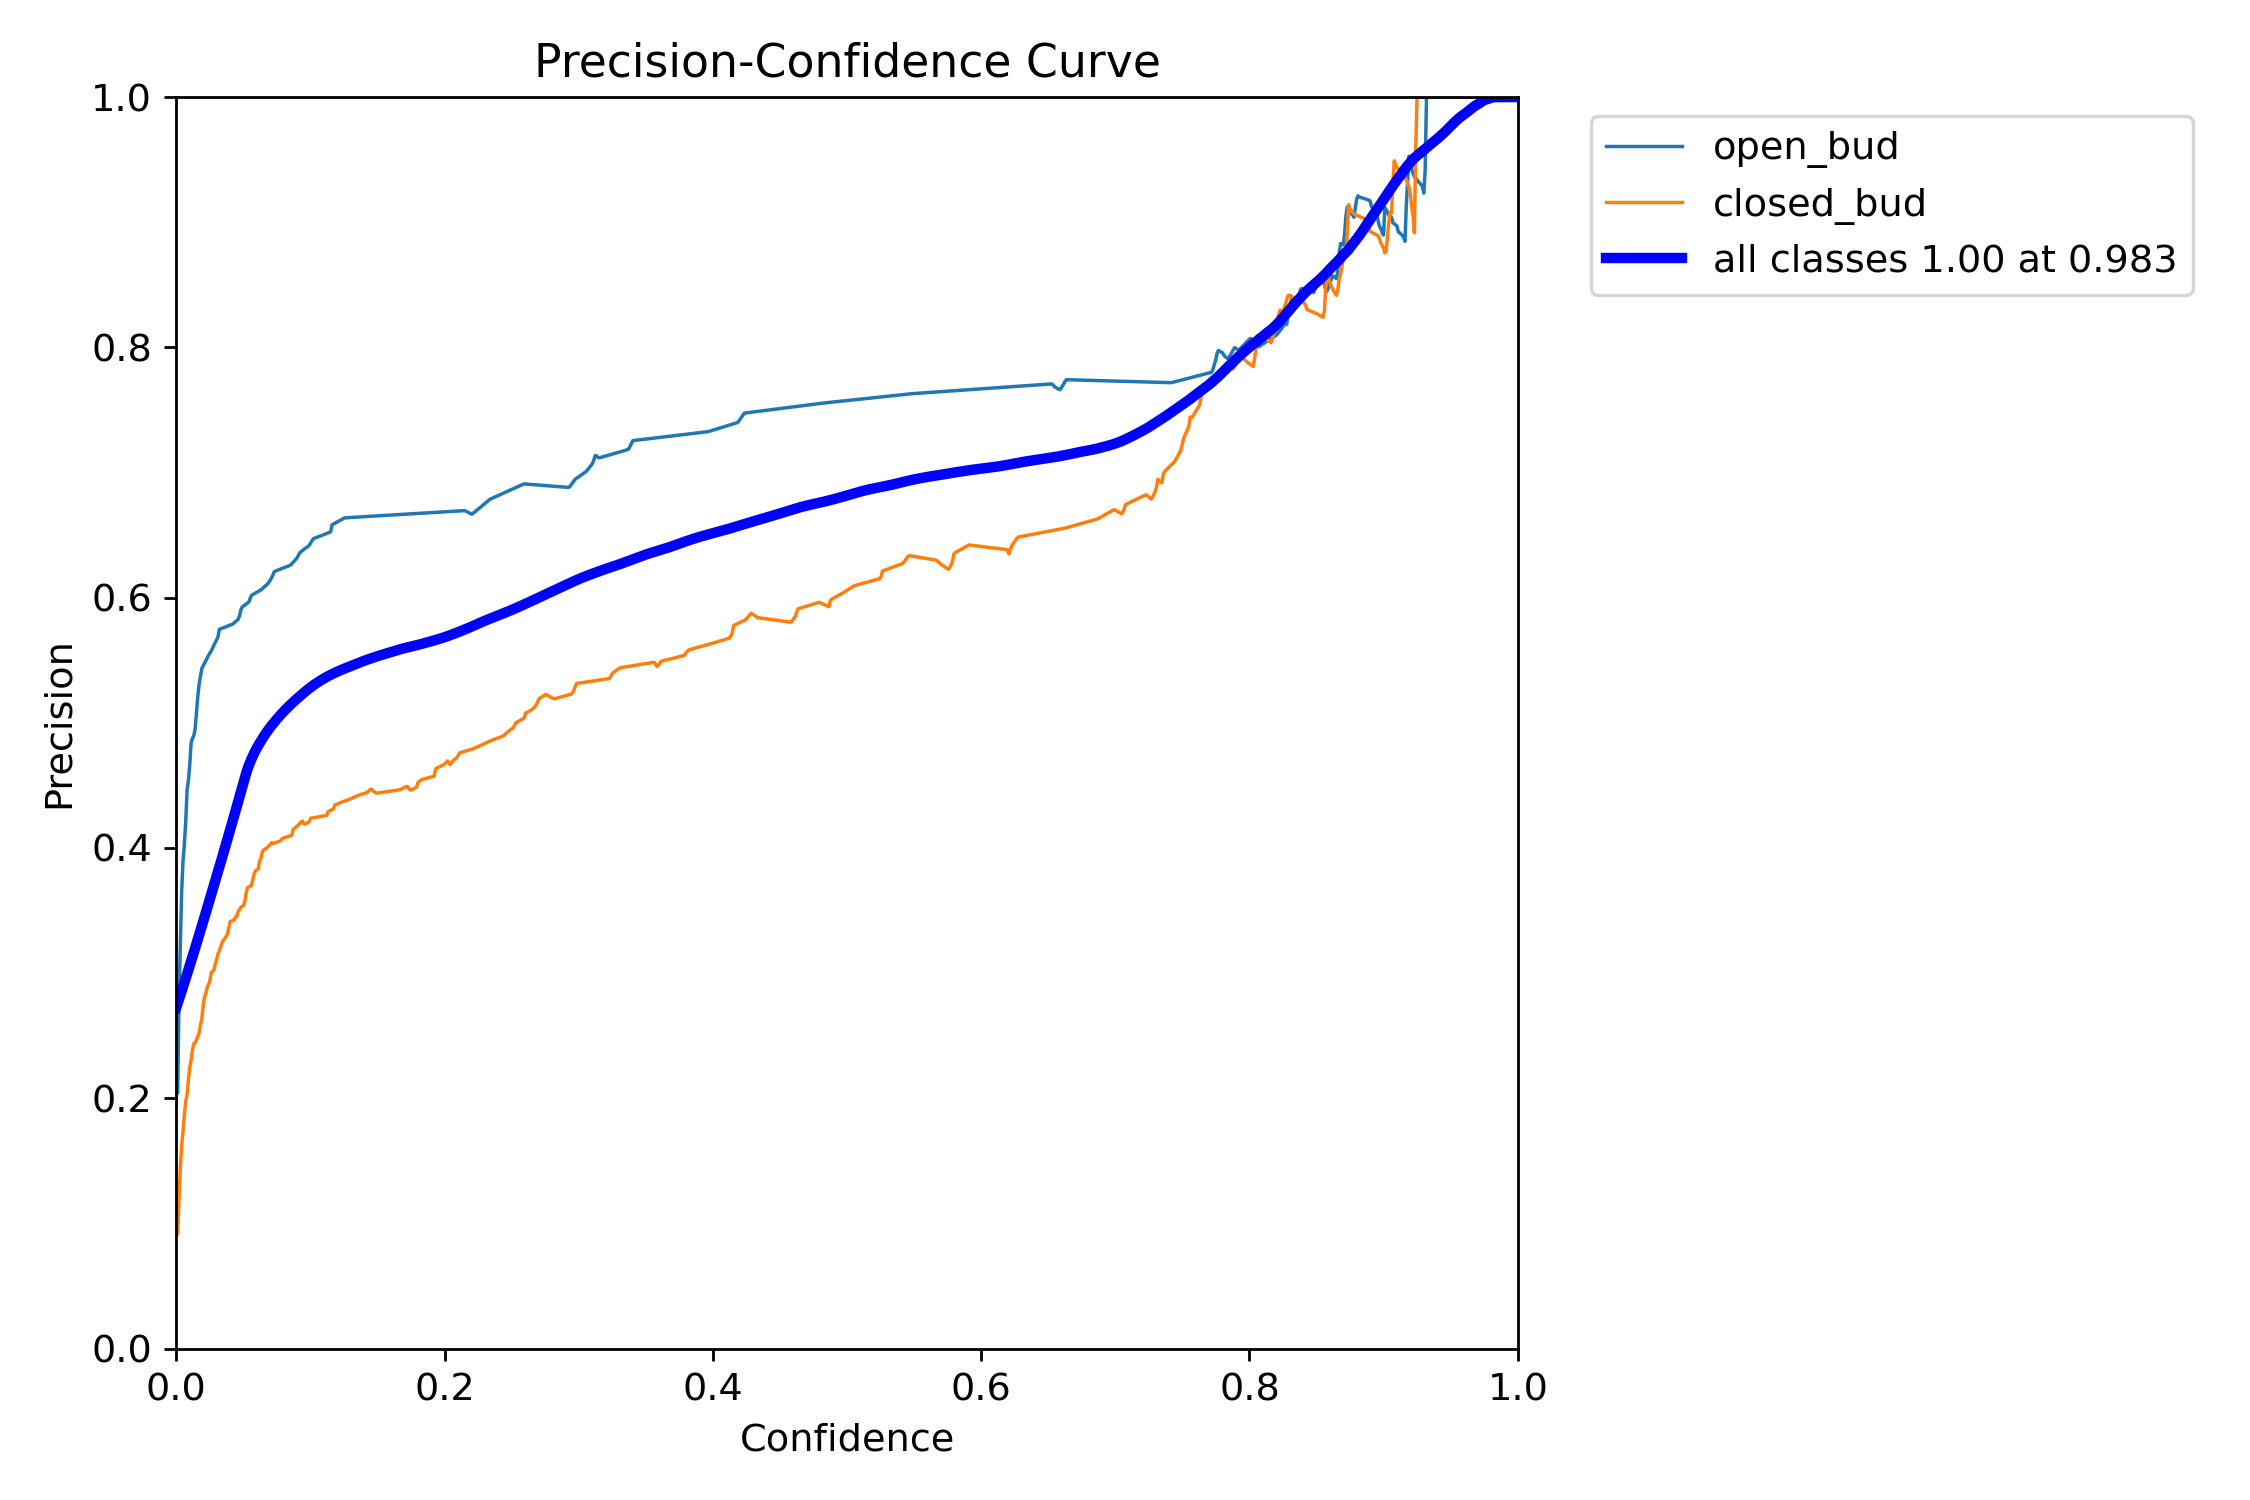 Precision-Confidence Curve
open_bud
closed_bud
all classes 1.00 at 0.983
Precision
1.0
0.8
0.6
0.4
0.2
0.0
0.0 0.2 0.4 0.6 0.8 1.0
Confidence